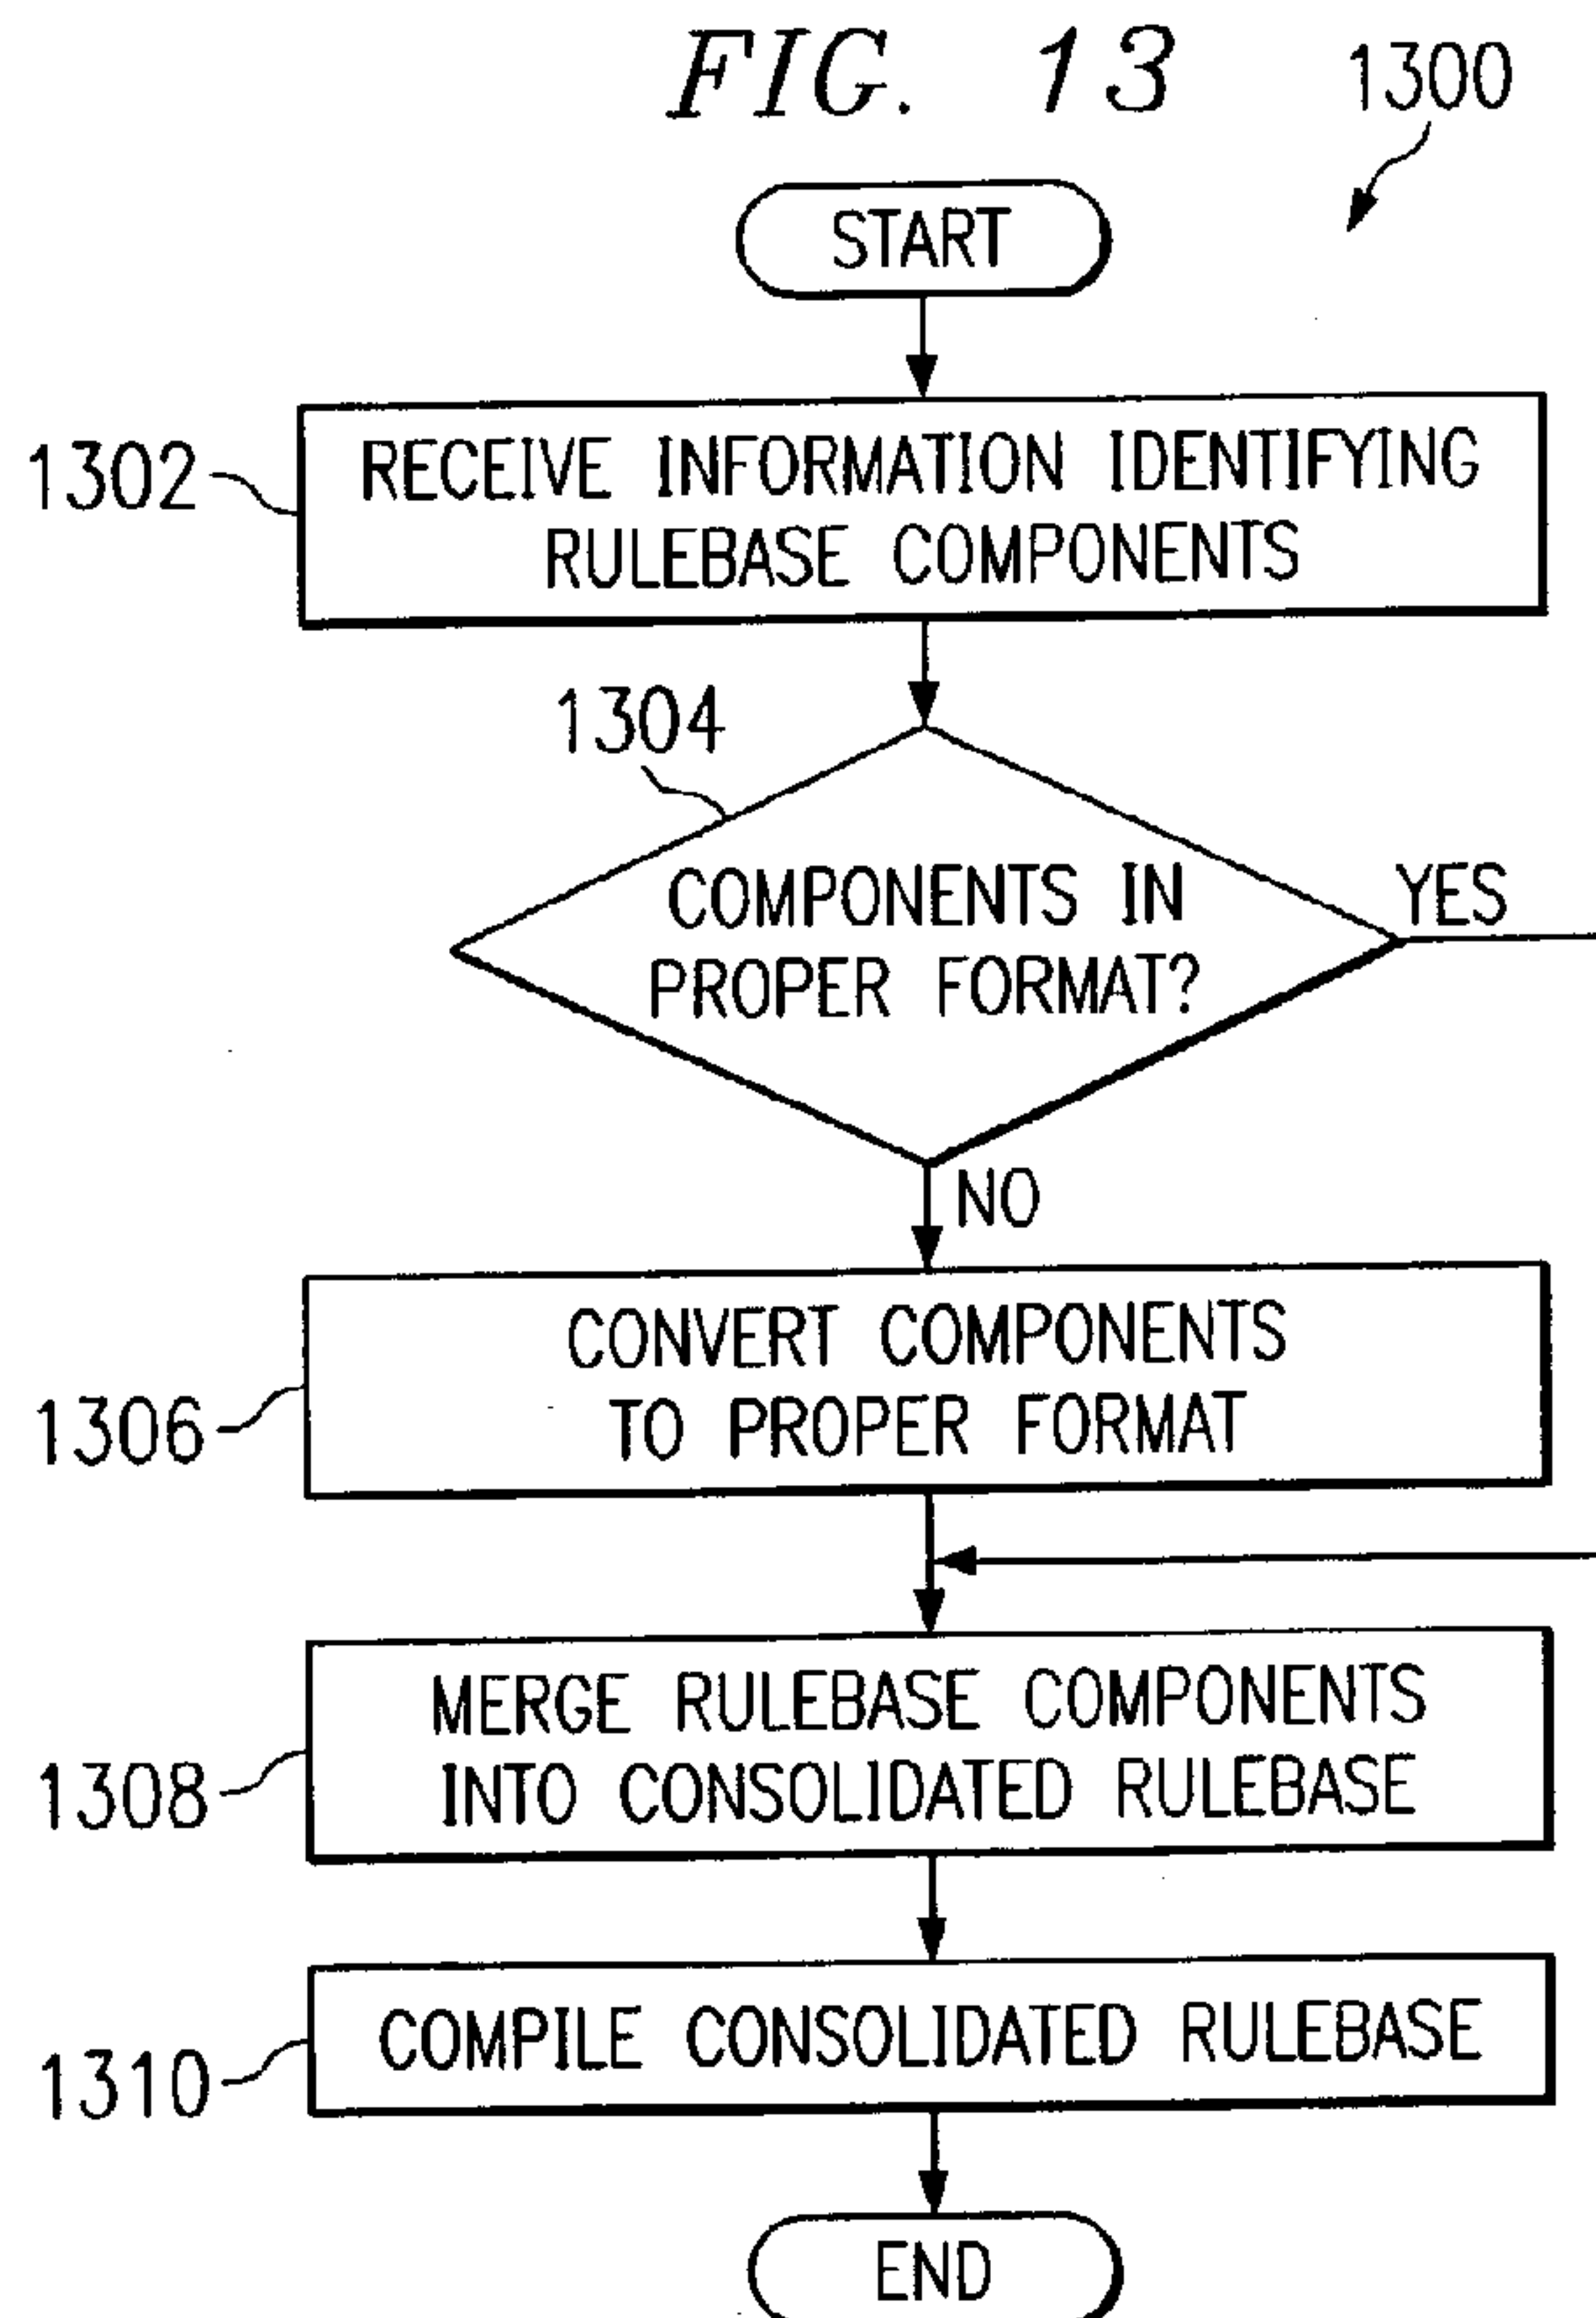 FIG. 13
1300
START
1302
RECEIVE INFORMATION IDENTIFYING
RULEBASE COMPONENTS
1304
COMPONENTS IN
PROPER FORMAT?
YES
NO
CONVERT COMPONENTS
TO PROPER FORMAT
1306
MERGE RULEBASE COMPONENTS
INTO CONSOLIDATED RULEBASE
1308
COMPILE CONSOLIDATED RULEBASE
1310
END